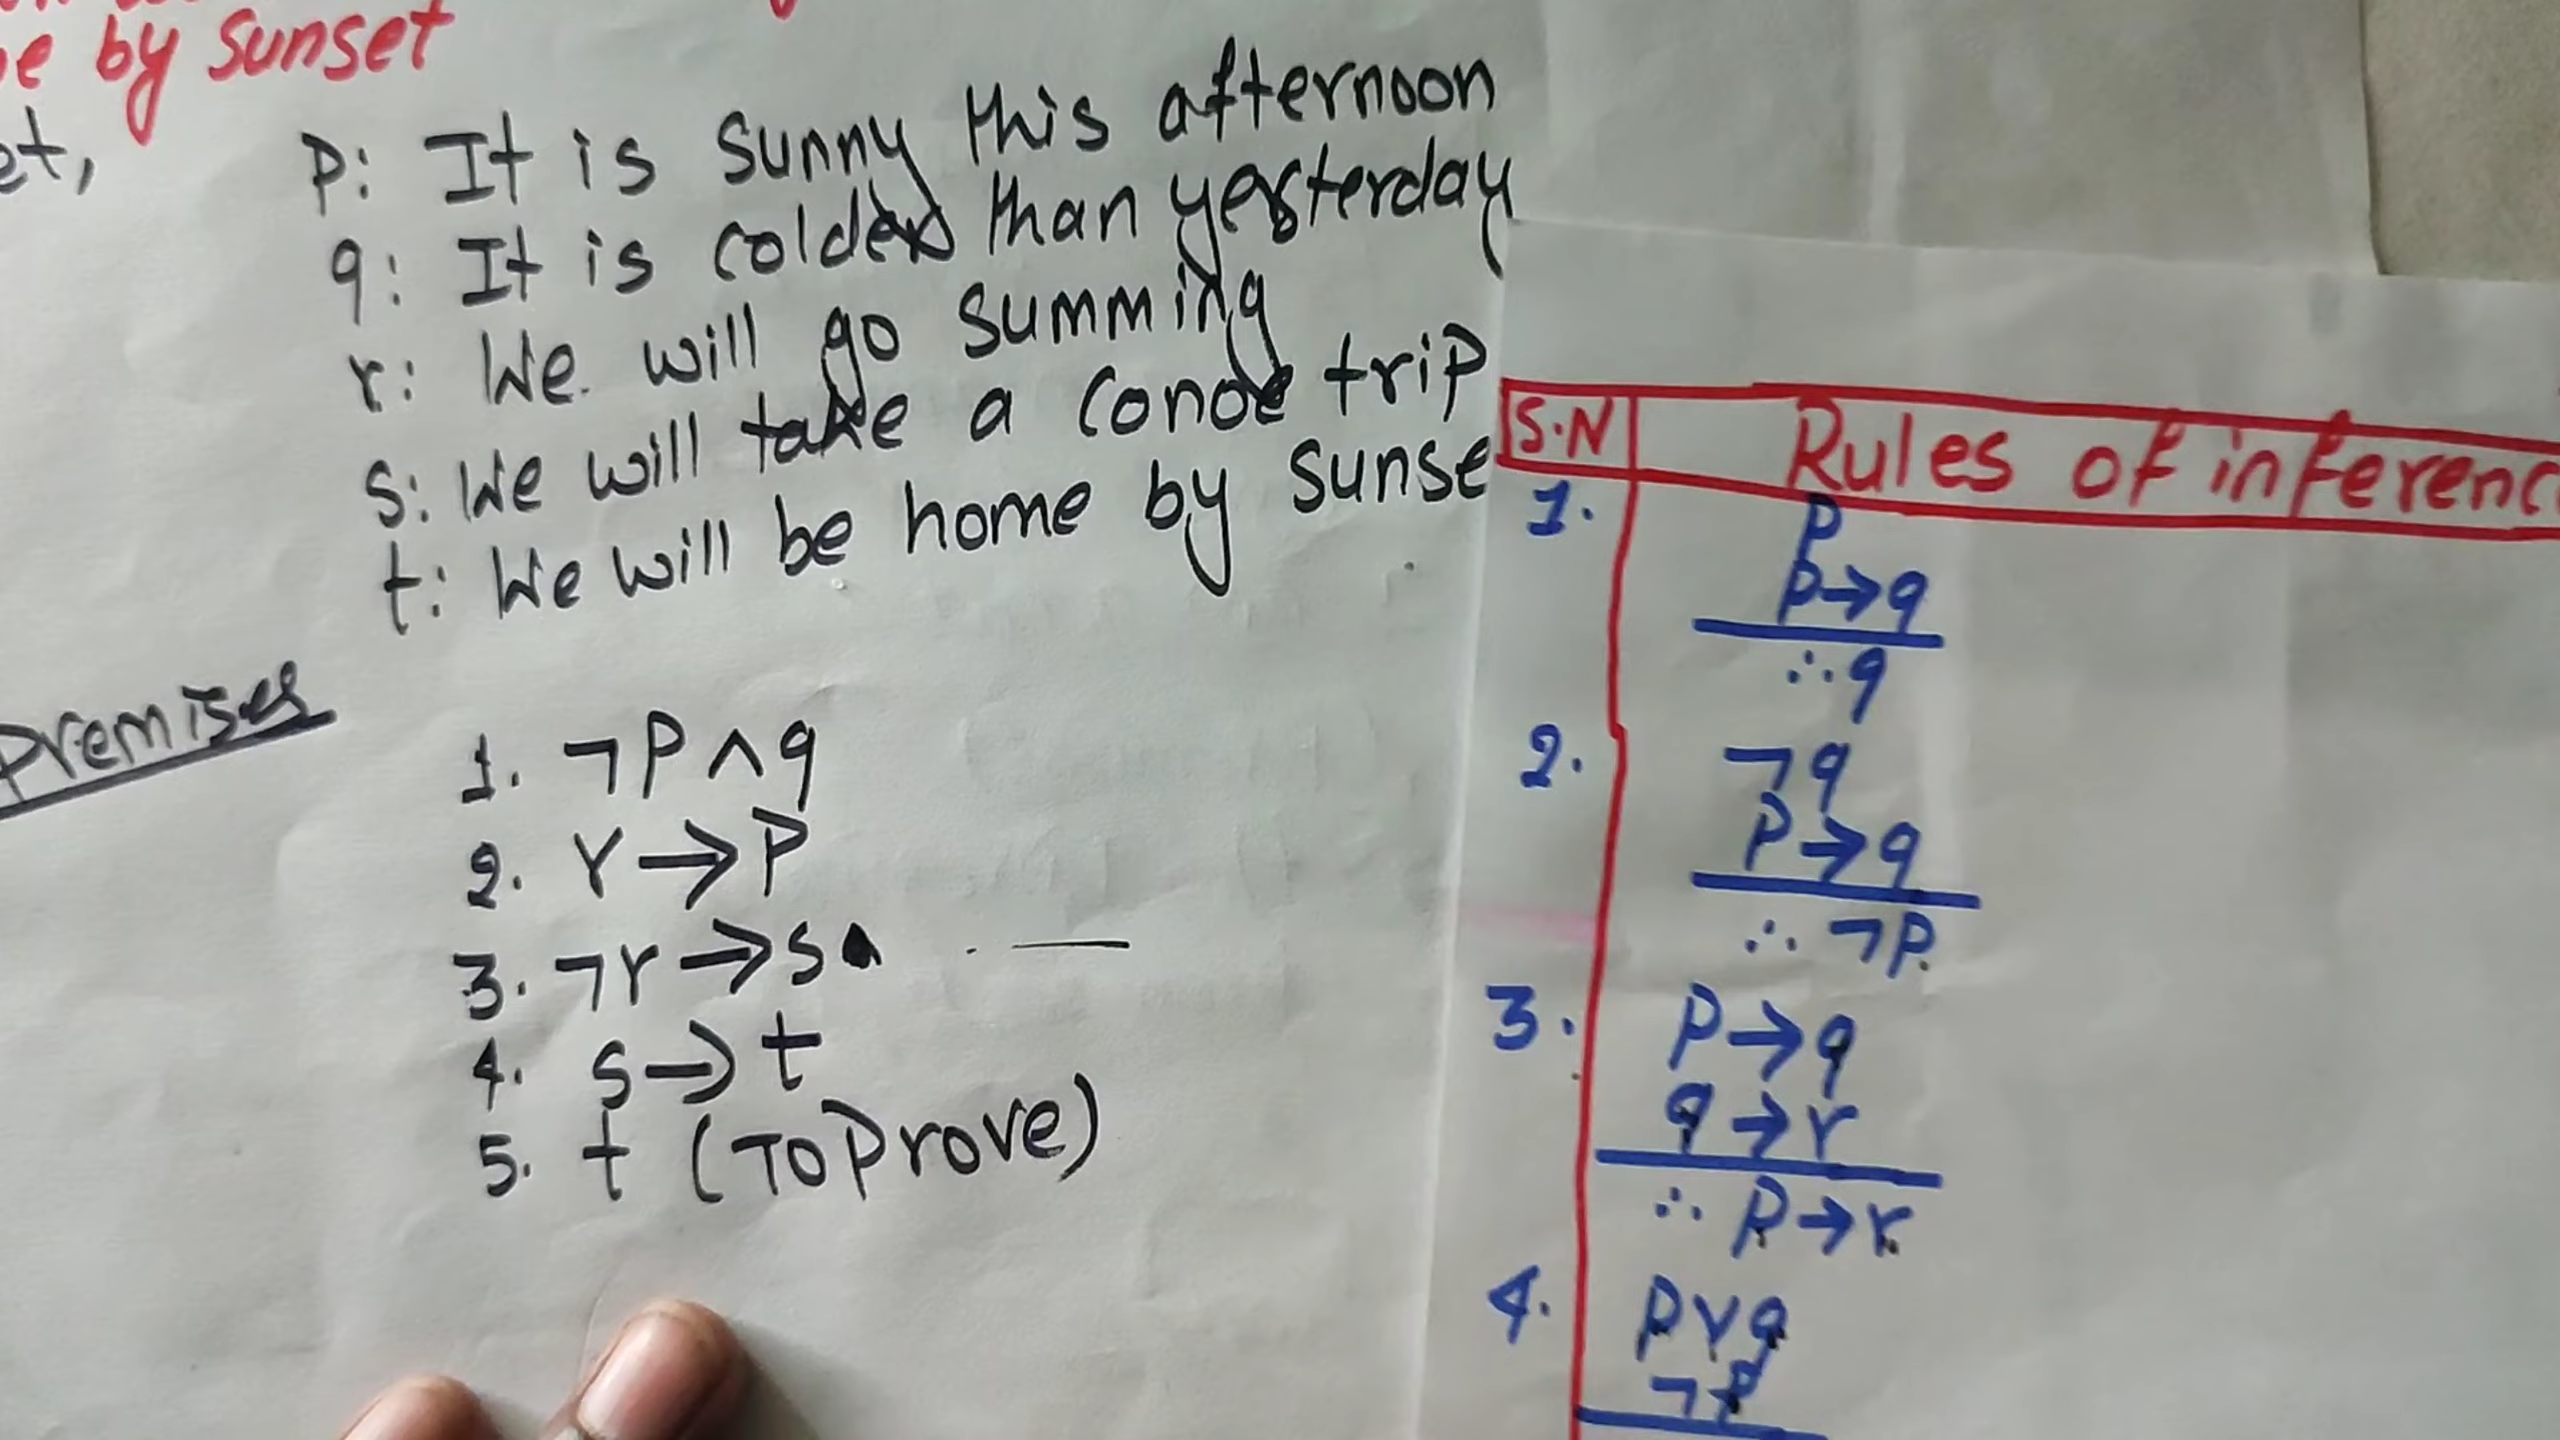 be by sunset
et,
p: It is sunny this afternoon
q: It is colder than yesterday
r: We will go summing
s: We will take a conoe trip
t: We will be home by sunse
Premises
1. ¬p ∧ q
2. r → p
3. ¬r → s
4. s → t
5. t (To Prove)
S.N Rules of inferenc
1. p
p → q
∴ q
2. ¬q
p → q
∴ ¬p
3. p → q
q → r
∴ p → r
4. p ∨ q
¬p